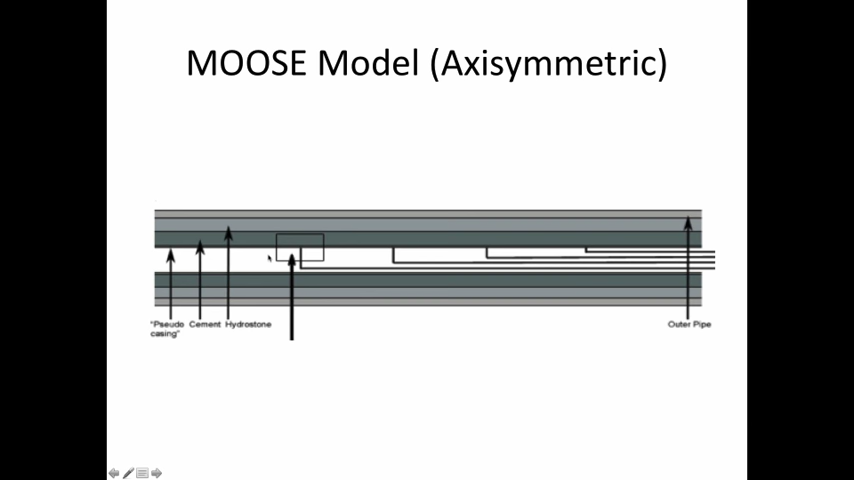 MOOSE Model (Axisymmetric)
"Pseudo casing" Cement Hydrostone Outer Pipe